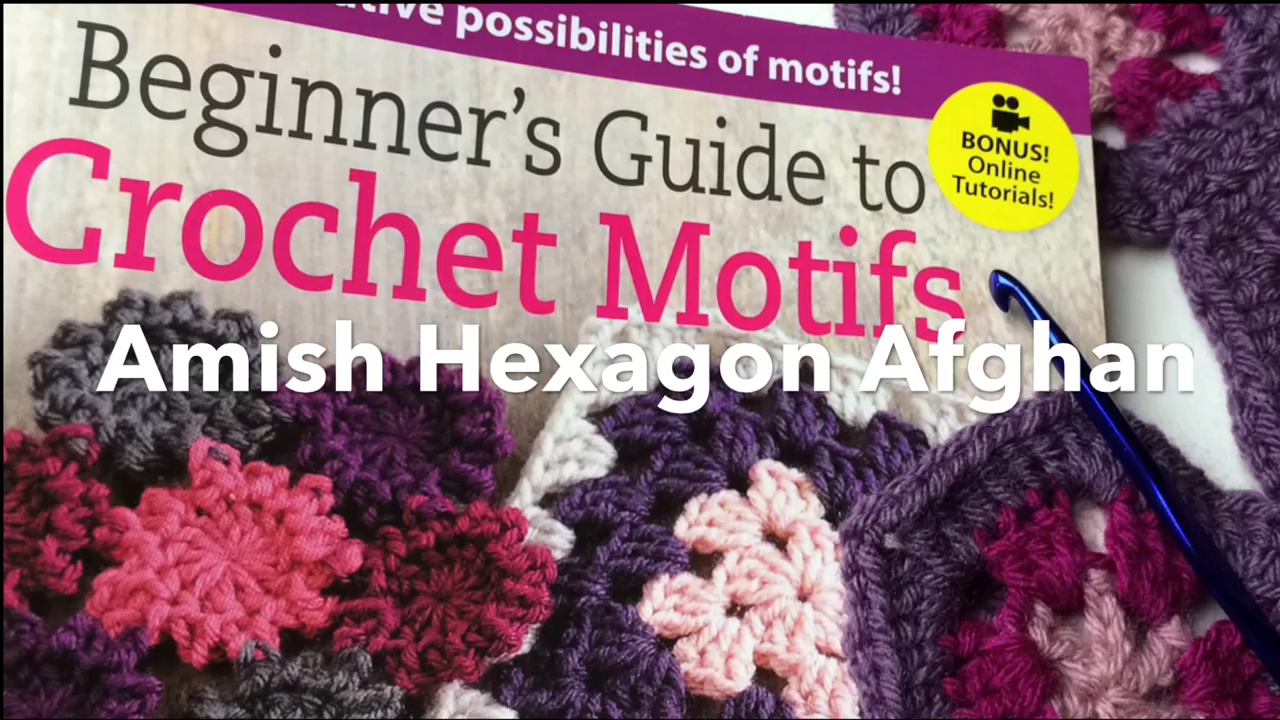 possibilities of motifs!
Beginner's Guide to
Crochet Motifs
BONUS!
Online
Tutorials!
Amish Hexagon Afghan